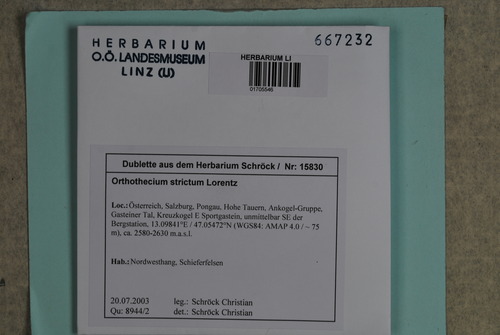 HERBARIUM
O.Ö. LANDESMUSEUM
LINZ (LI)
HERBARIUM LI
01705546
667232
Dublette aus dem Herbarium Schröck / Nr: 15830
Orthothecium strictum Lorentz
Loc.: Österreich, Salzburg, Pongau, Hohe Tauern, Ankogel-Gruppe,
Gasteiner Tal, Kreuzkogel E Sportgastein, unmittelbar SE der
Bergstation, 13.09841°E / 47.05472°N (WGS84: AMAP 4.0 / ~ 75
m), ca. 2580-2630 m.a.s.l.
Hab.: Nordwesthang, Schieferfelsen
20.07.2003 leg.: Schröck Christian
Qu: 8944/2 det.: Schröck Christian